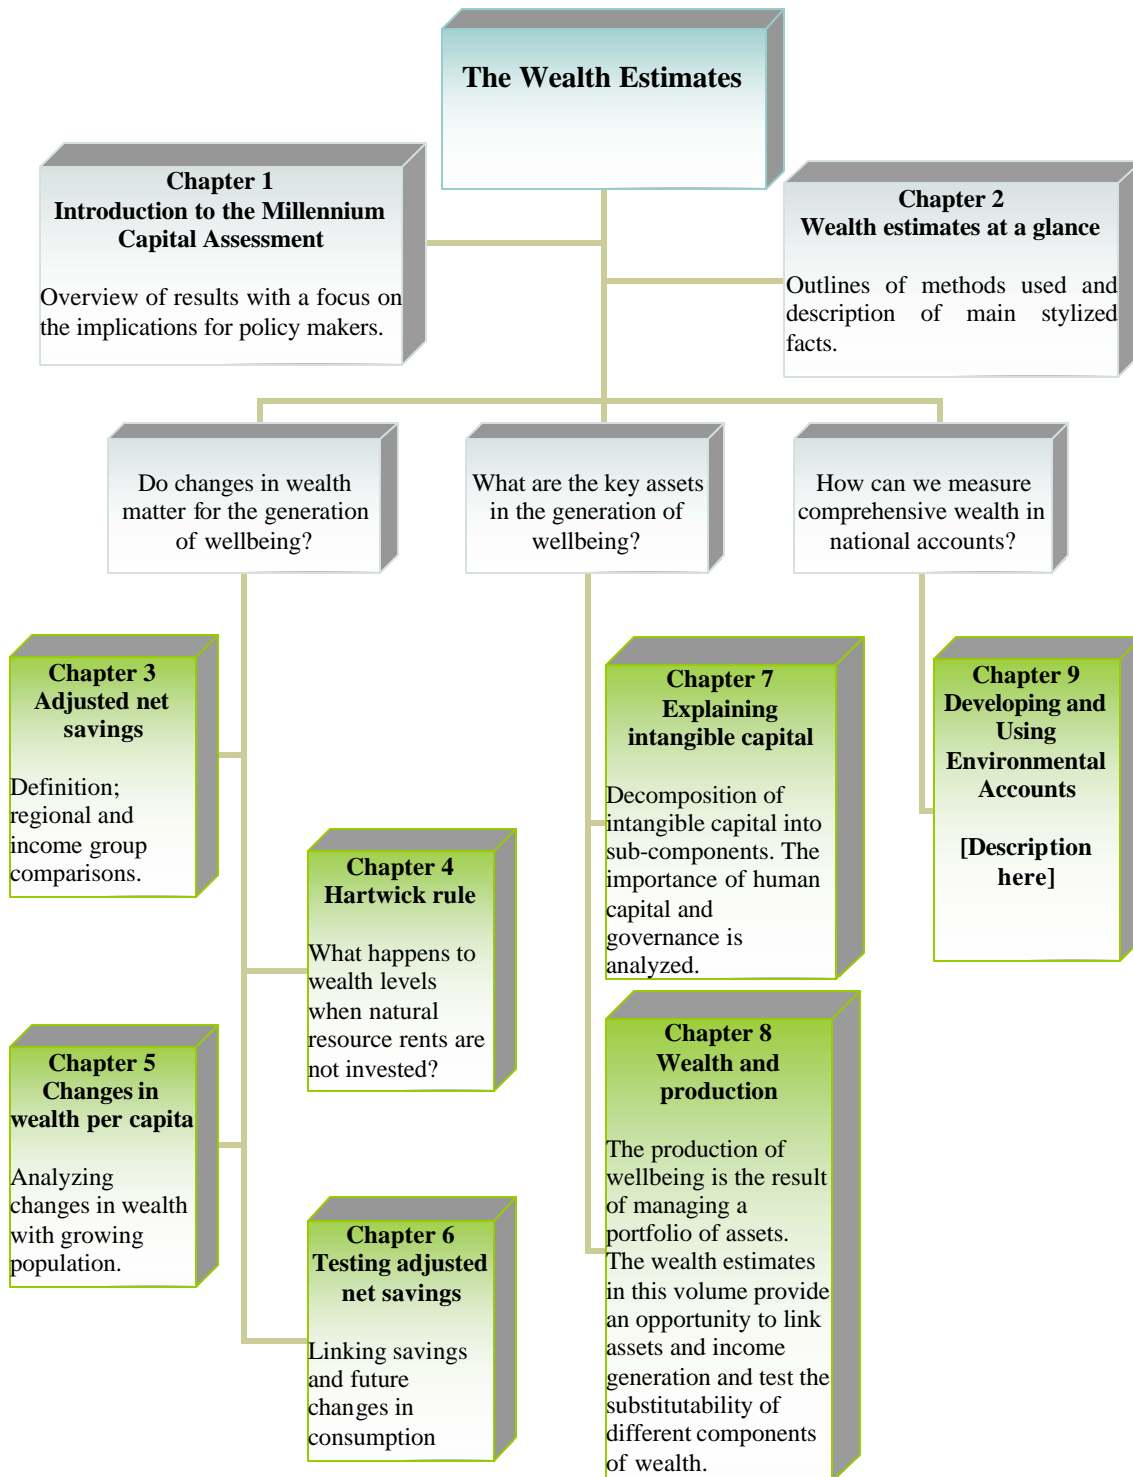 The Wealth Estimates
Chapter 1
Introduction to the Millennium
Capital Assessment
Overview of results with a focus on
the implications for policy makers.
Chapter 2
Wealth estimates at a glance
Outlines of methods used and
description of main stylized
facts.
Do changes in wealth
matter for the generation
of wellbeing?
What are the key assets
in the generation of
wellbeing?
How can we measure
comprehensive wealth in
national accounts?
Chapter 3
Adjusted net
savings
Definition;
regional and
income group
comparisons.
Chapter 4
Hartwick rule
What happens to
wealth levels
when natural
resource rents are
not invested?
Chapter 5
Changes in
wealth per capita
Analyzing
changes in wealth
with growing
population.
Chapter 6
Testing adjusted
net savings
Linking savings
and future
changes in
consumption
Chapter 7
Explaining
intangible capital
Decomposition of
intangible capital into
sub-components. The
importance of human
capital and
governance is
analyzed.
Chapter 8
Wealth and
production
The production of
wellbeing is the result
of managing a
portfolio of assets.
The wealth estimates
in this volume provide
an opportunity to link
assets and income
generation and test the
substitutability of
different components
of wealth.
Chapter 9
Developing and
Using
Environmental
Accounts
[Description
here]